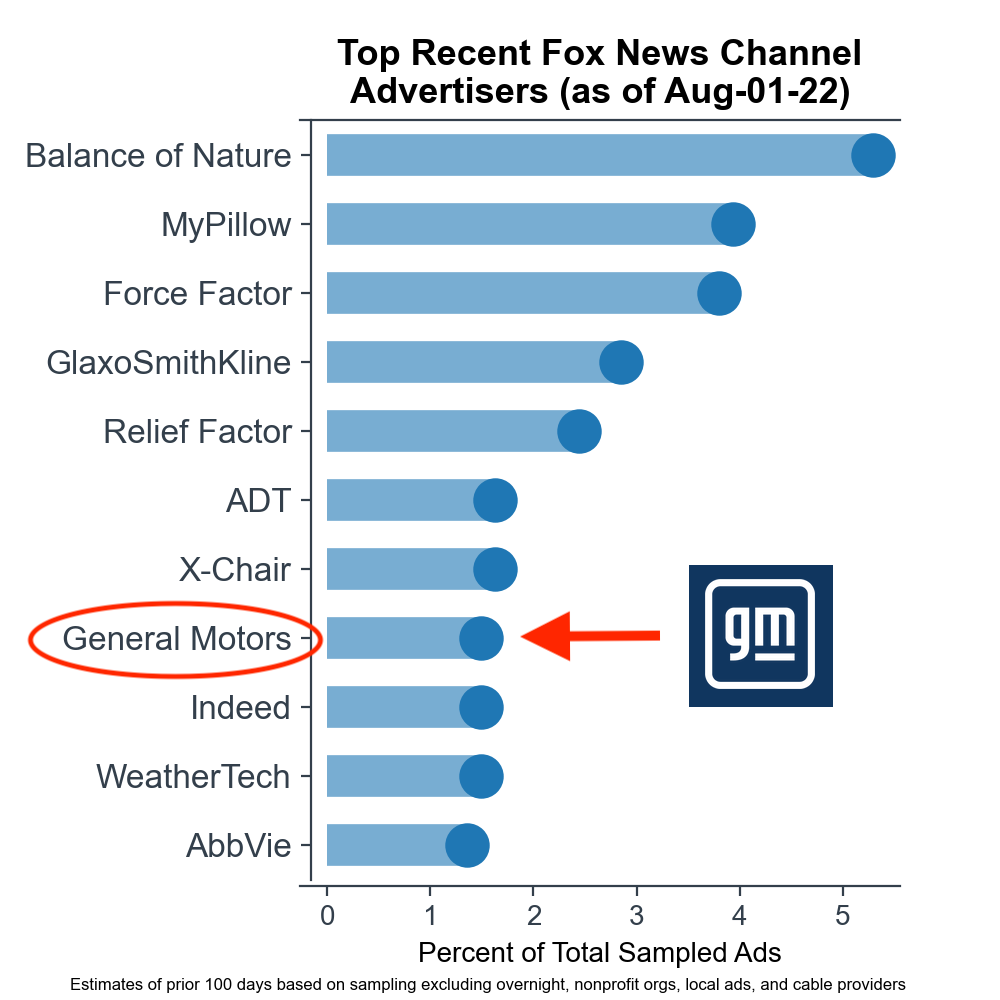 Top Recent Fox News Channel
Advertisers (as of Aug-01-22)
Balance of Nature
MyPillow
Force Factor
GlaxoSmithKline
Relief Factor
ADT
X-Chair
General Motors
gm
Indeed
WeatherTech
AbbVie
0 1 2 3 4 5
Percent of Total Sampled Ads
Estimates of prior 100 days based on sampling excluding overnight, nonprofit orgs, local ads, and cable providers